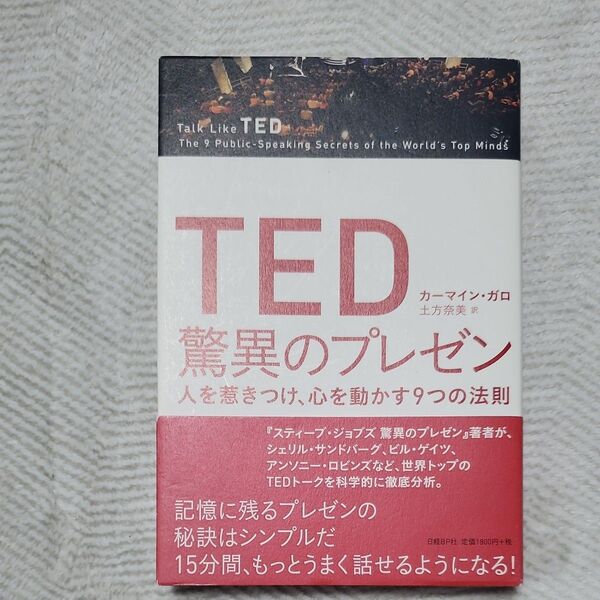 Talk Like TED
The 9 Public-Speaking Secrets of the World's Top Minds
TED
カーマイン・ガロ
土方奈美 訳
驚異のプレゼン
人を惹きつけ、心を動かす9つの法則
『スティーブ・ジョブズ 驚異のプレゼン』著者が、
シェリル・サンドバーグ、ビル・ゲイツ、
アンソニー・ロビンズなど、世界トップの
TEDトークを科学的に徹底分析。
記憶に残るプレゼンの
秘訣はシンプルだ
日経BP社 定価1800円+税
15分間、もっとうまく話せるようになる!